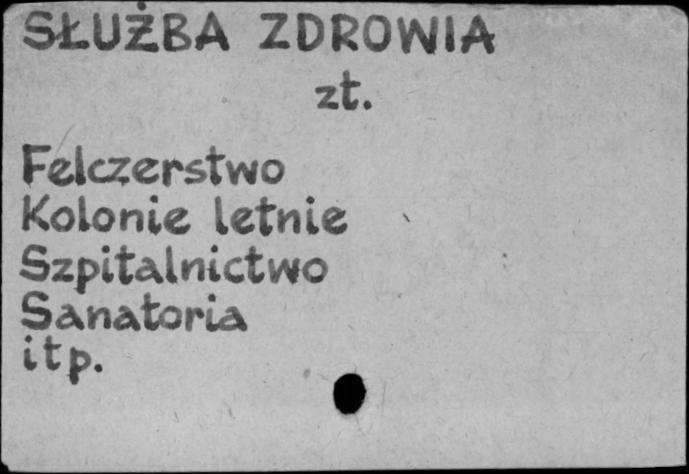 SŁUŻBA ZDROWIA
zt.
Felczerstwo
Kolonie letnie
Szpitalnictwo
Sanatoria
itp.